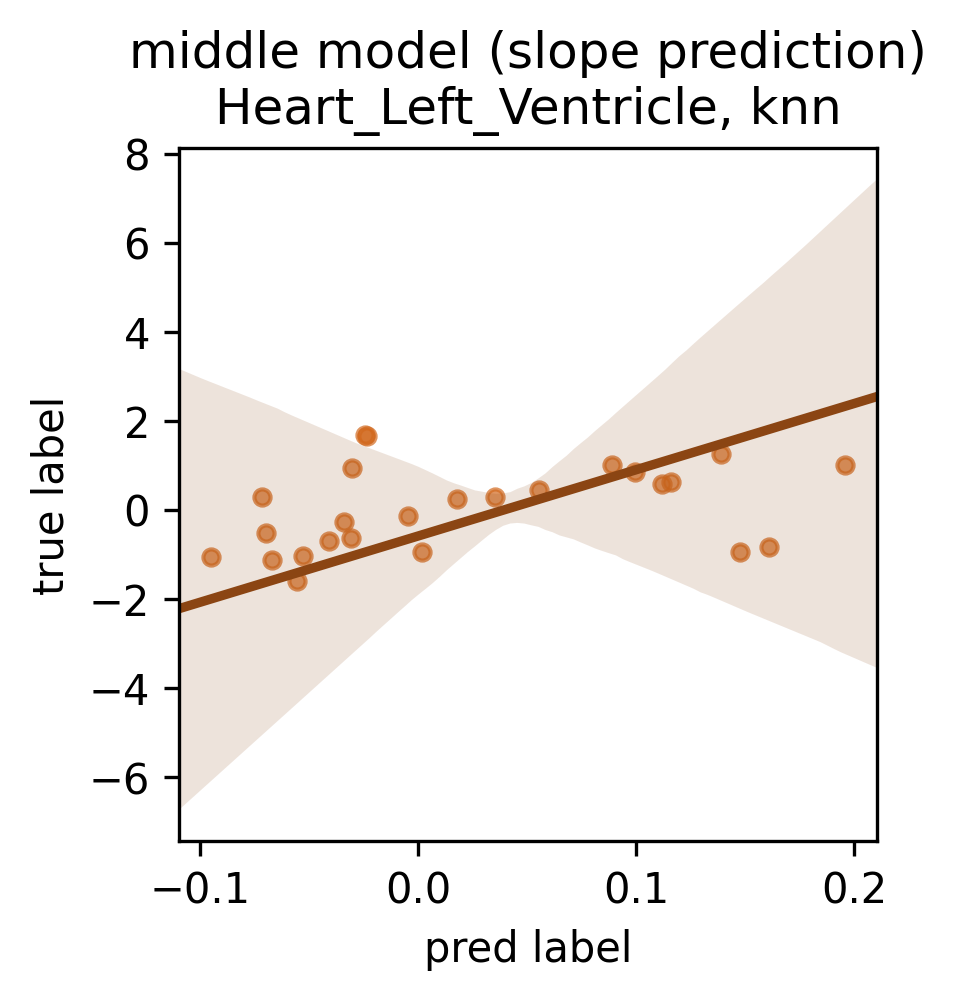 middle model (slope prediction)
Heart_Left_Ventricle, knn
8
6
4
2
0
−2
−4
−6
true label
−0.1 0.0 0.1 0.2
pred label